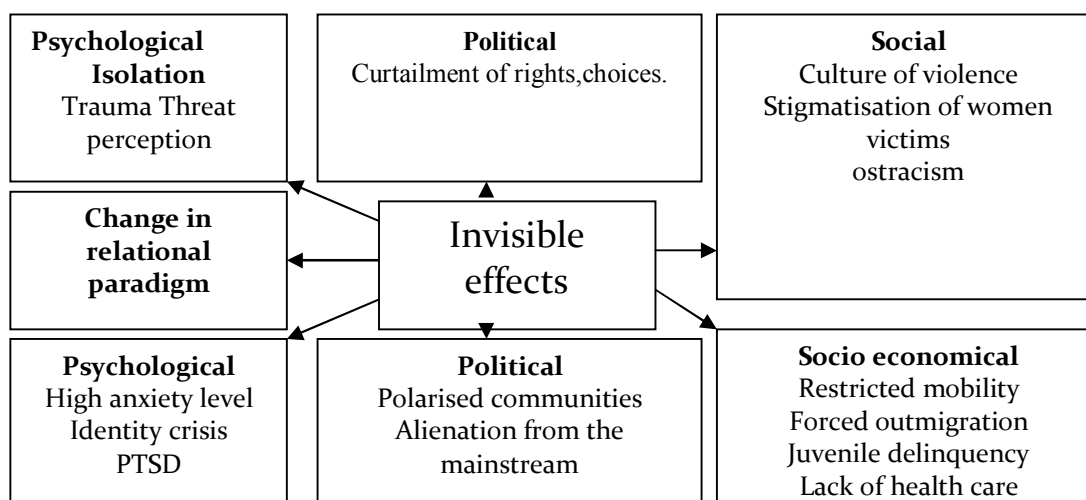 Psychological
Isolation
Trauma Threat
perception
Political
Curtailment of rights,choices.
Social
Culture of violence
Stigmatisation of women
victims
ostracism
Change in
relational
paradigm
Invisible
effects
Psychological
High anxiety level
Identity crisis
PTSD
Political
Polarised communities
Alienation from the
mainstream
Socio economical
Restricted mobility
Forced outmigration
Juvenile delinquency
Lack of health care